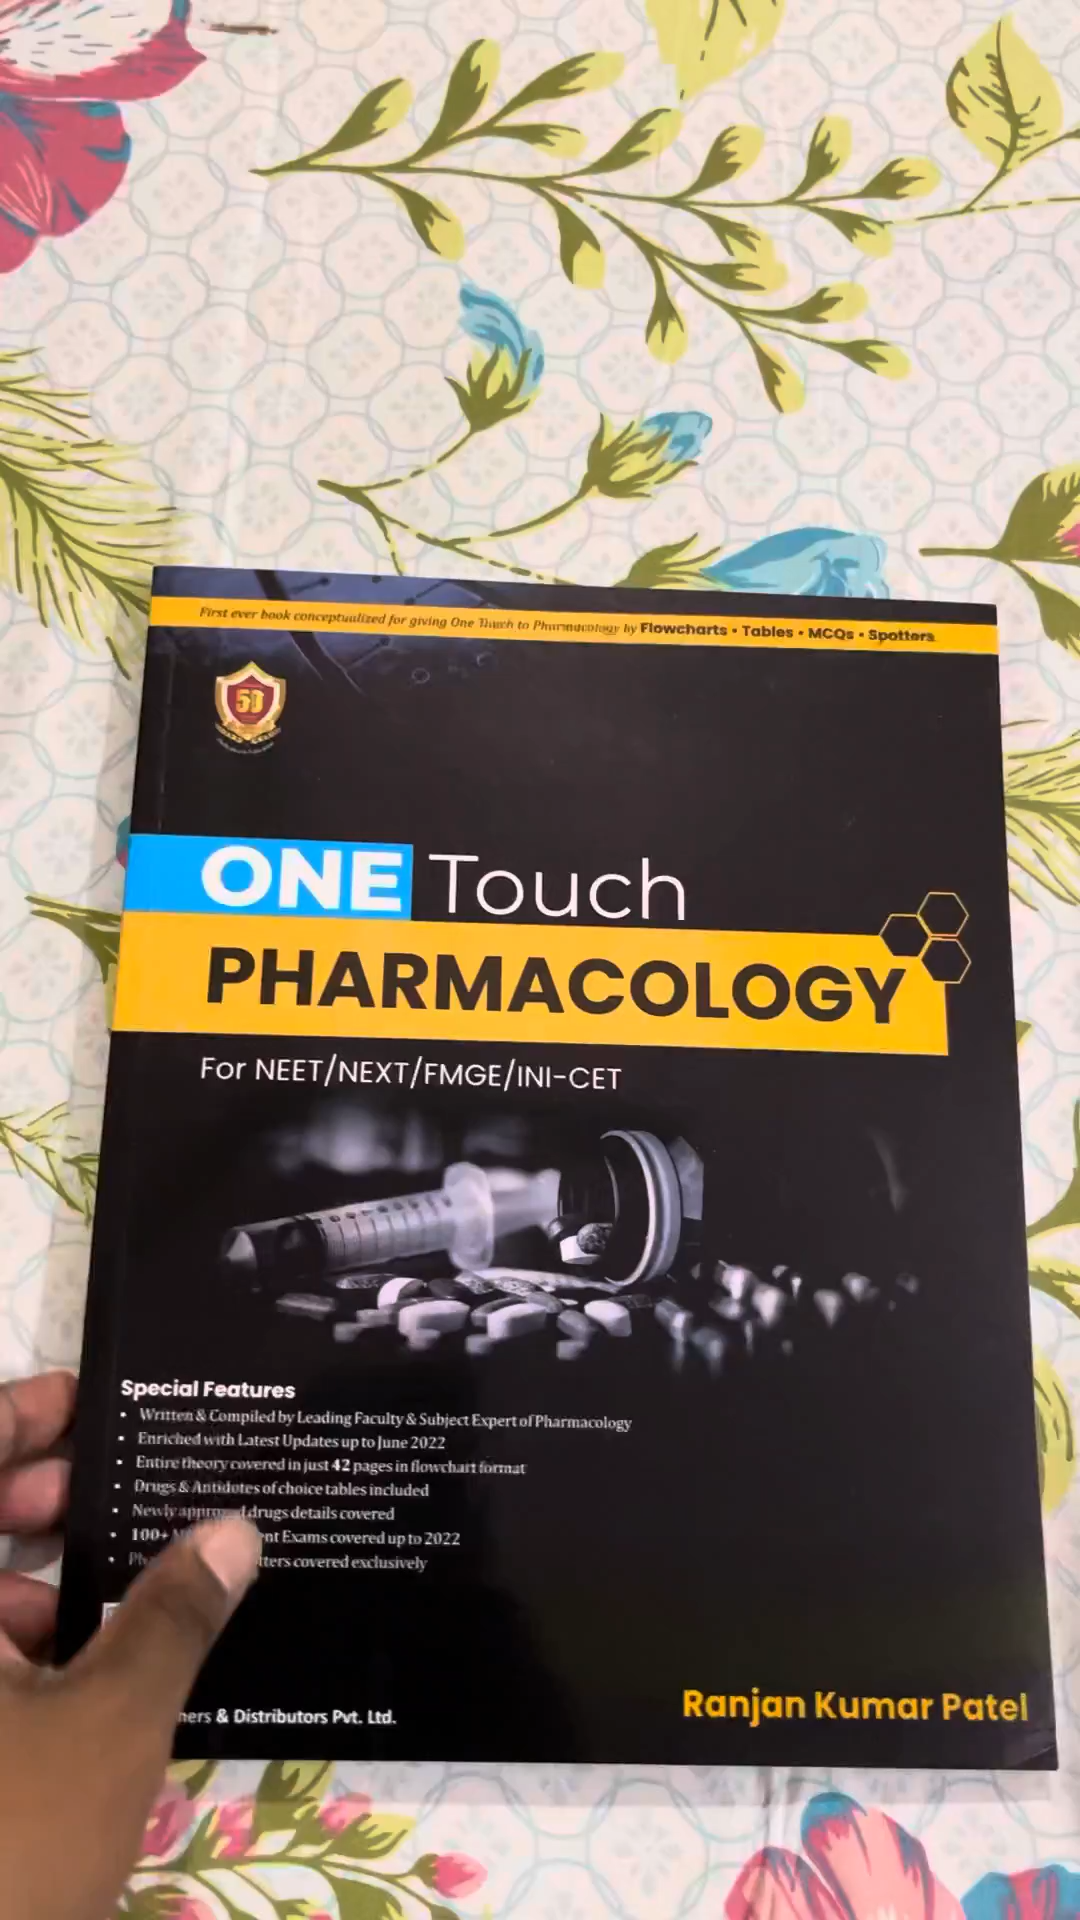 First ever book conceptualized for giving One Touch to Pharmacology by Flowcharts • Tables • MCQs • Spotters
50
ONE Touch
PHARMACOLOGY
For NEET/NEXT/FMGE/INI-CET
Special Features
• Written & Compiled by Leading Faculty & Subject Expert of Pharmacology
• Enriched with Latest Updates up to June 2022
• Entire theory covered in just 42 pages in flowchart format
• Drugs & Antidotes of choice tables included
• Newly approved drugs details covered
• 100+ Exams covered up to 2022
• covered exclusively
& Distributors Pvt. Ltd.
Ranjan Kumar Patel